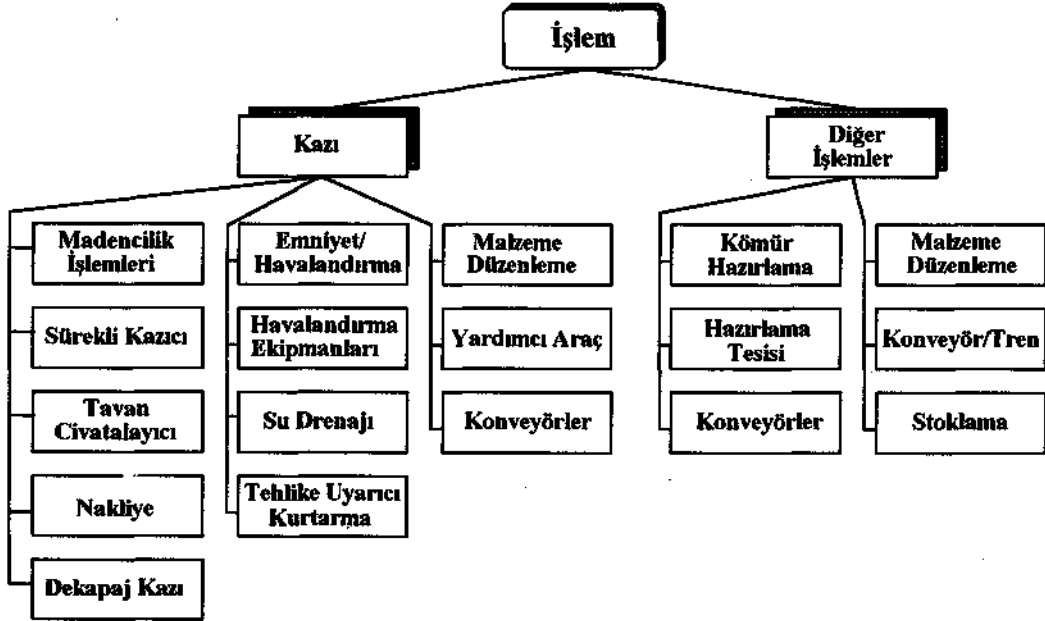 İşlem
Kazı
Diğer
İşlemler
Madencilik
İşlemleri
Sürekli Kazıcı
Tavan
Civatalayıcı
Nakliye
Dekapaj Kazı
Emniyet/
Havalandırma
Havalandırma
Ekipmanları
Su Drenajı
Tehlike Uyarıcı
Kurtarma
Malzeme
Düzenleme
Yardımcı Araç
Konveyörler
Kömür
Hazırlama
Hazırlama
Tesisi
Konveyörler
Malzeme
Düzenleme
Konveyör/Tren
Stoklama